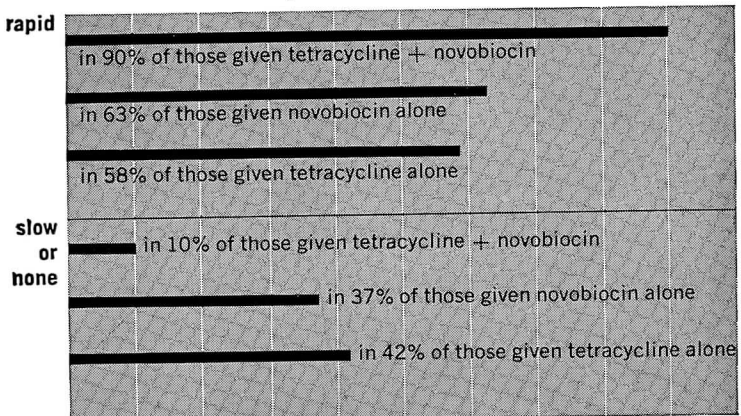 rapid
in 90% of those given tetracycline + novobiocin
in 63% of those given novobiocin alone
in 58% of those given tetracycline alone
slow
or
none
in 10% of those given tetracycline + novobiocin
in 37% of those given novobiocin alone
in 42% of those given tetracycline alone